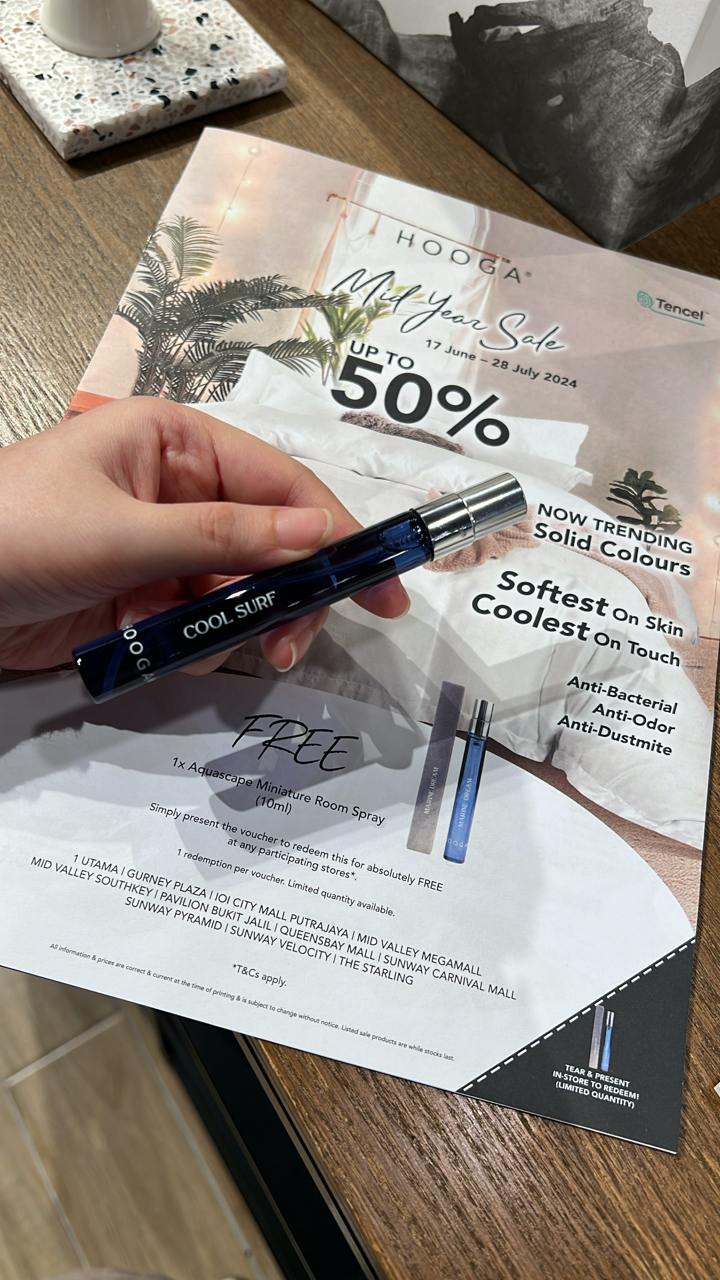 HOOGA®
Mid Year Sale
17 June – 28 July 2024
Tencel™
UP TO
50%
NOW TRENDING
Solid Colours
Softest On Skin
Coolest On Touch
Anti-Bacterial
Anti-Odor
Anti-Dustmite
COOL SURF
HOOGA
FREE
1x Aquascape Miniature Room Spray
(10ml)
MARINE DREAM
MARINE DREAM
Simply present the voucher to redeem this for absolutely FREE
at any participating stores*.
1 redemption per voucher. Limited quantity available.
1 UTAMA | GURNEY PLAZA | IOI CITY MALL PUTRAJAYA | MID VALLEY MEGAMALL
MID VALLEY SOUTHKEY | PAVILION BUKIT JALIL | QUEENSBAY MALL | SUNWAY CARNIVAL MALL
SUNWAY PYRAMID | SUNWAY VELOCITY | THE STARLING
*T&Cs apply.
All information & prices are correct & current at the time of printing & is subject to change without notice. Listed sale products are while stocks last.
TEAR & PRESENT
IN-STORE TO REDEEM!
(LIMITED QUANTITY)